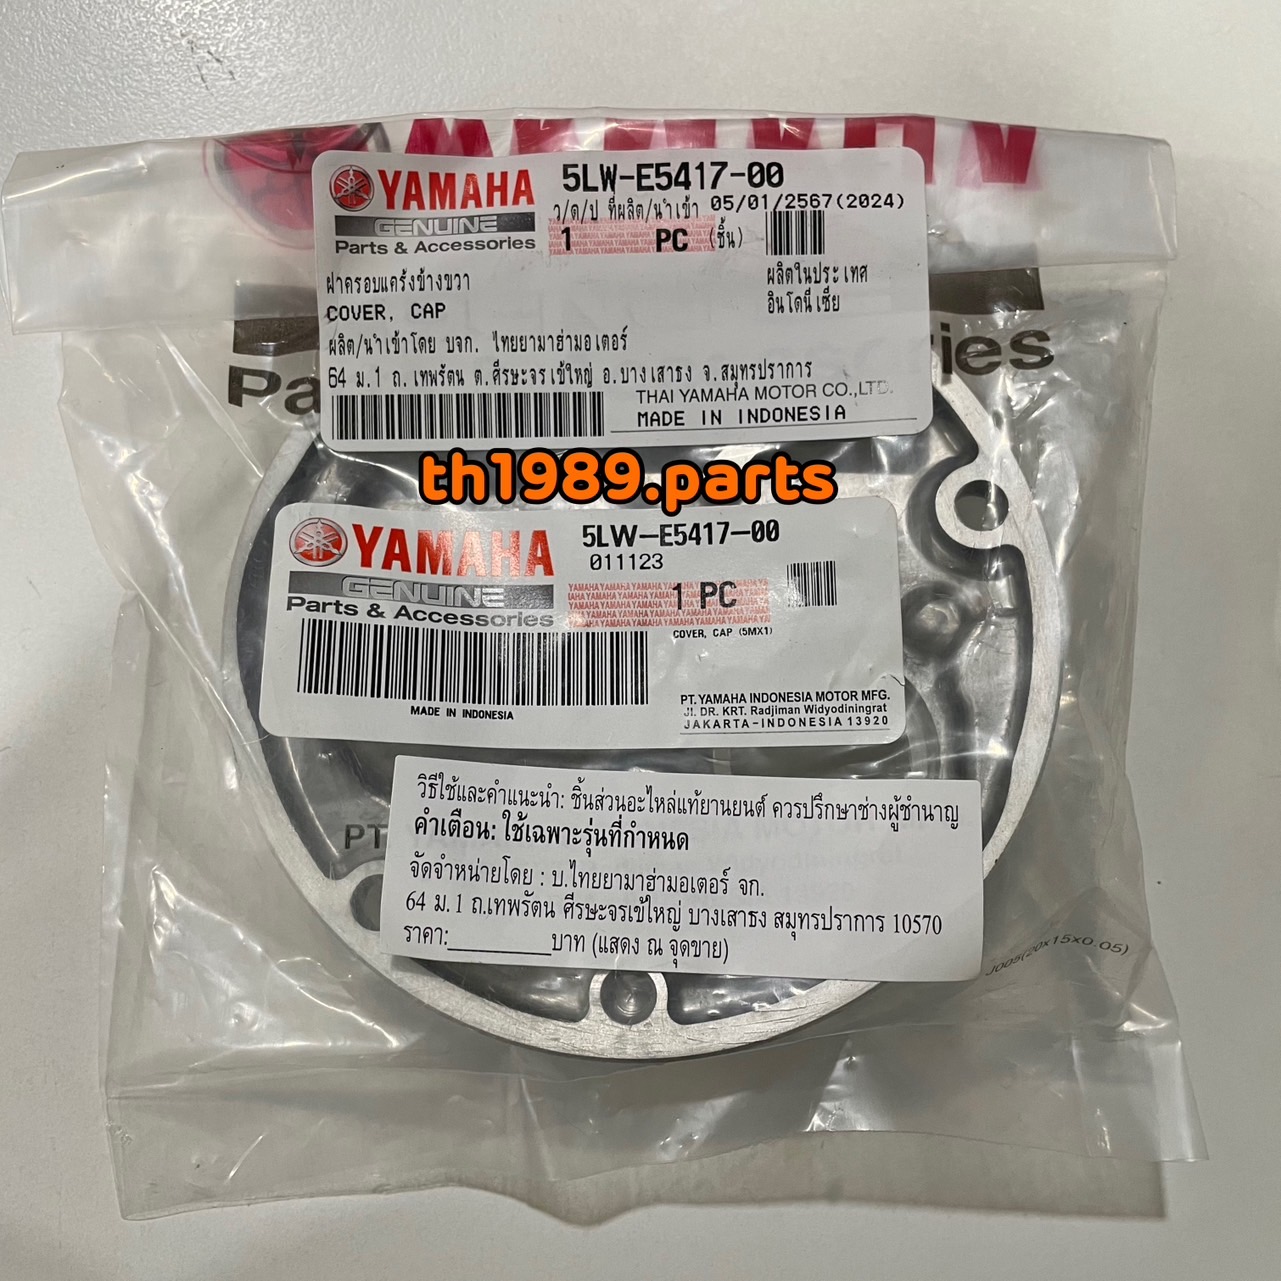 YAMAHA
GENUINE
Parts & Accessories
5LW-E5417-00
ว/ด/ป ที่ผลิต/นำเข้า 05/01/2567(2024)
1 PC (ชิ้น)
ฝาครอบแคร้งข้างขวา
COVER, CAP
ผลิตในประเทศ
อินโดนีเซีย
ผลิต/นำเข้าโดย บจก. ไทยยามาฮ่ามอเตอร์
64 ม.1 ถ.เทพรัตน ต.ศีรษะจรเข้ใหญ่ อ.บางเสาธง จ.สมุทรปราการ
THAI YAMAHA MOTOR CO.,LTD.
MADE IN INDONESIA
th1989.parts
YAMAHA
GENUINE
Parts & Accessories
5LW-E5417-00
011123
1 PC
COVER, CAP (5MX1)
MADE IN INDONESIA
PT. YAMAHA INDONESIA MOTOR MFG.
Jl. DR. KRT. Radjiman Widyodiningrat
JAKARTA-INDONESIA 13920
วิธีใช้และคำแนะนำ: ชิ้นส่วนอะไหล่แท้ยานยนต์ ควรปรึกษาช่างผู้ชำนาญ
คำเตือน: ใช้เฉพาะรุ่นที่กำหนด
จัดจำหน่ายโดย : บ.ไทยยามาฮ่ามอเตอร์ จก.
64 ม. 1 ถ.เทพรัตน ศีรษะจรเข้ใหญ่ บางเสาธง สมุทรปราการ 10570
ราคา:________บาท (แสดง ณ จุดขาย)
PT
J005(20x15x0.05)